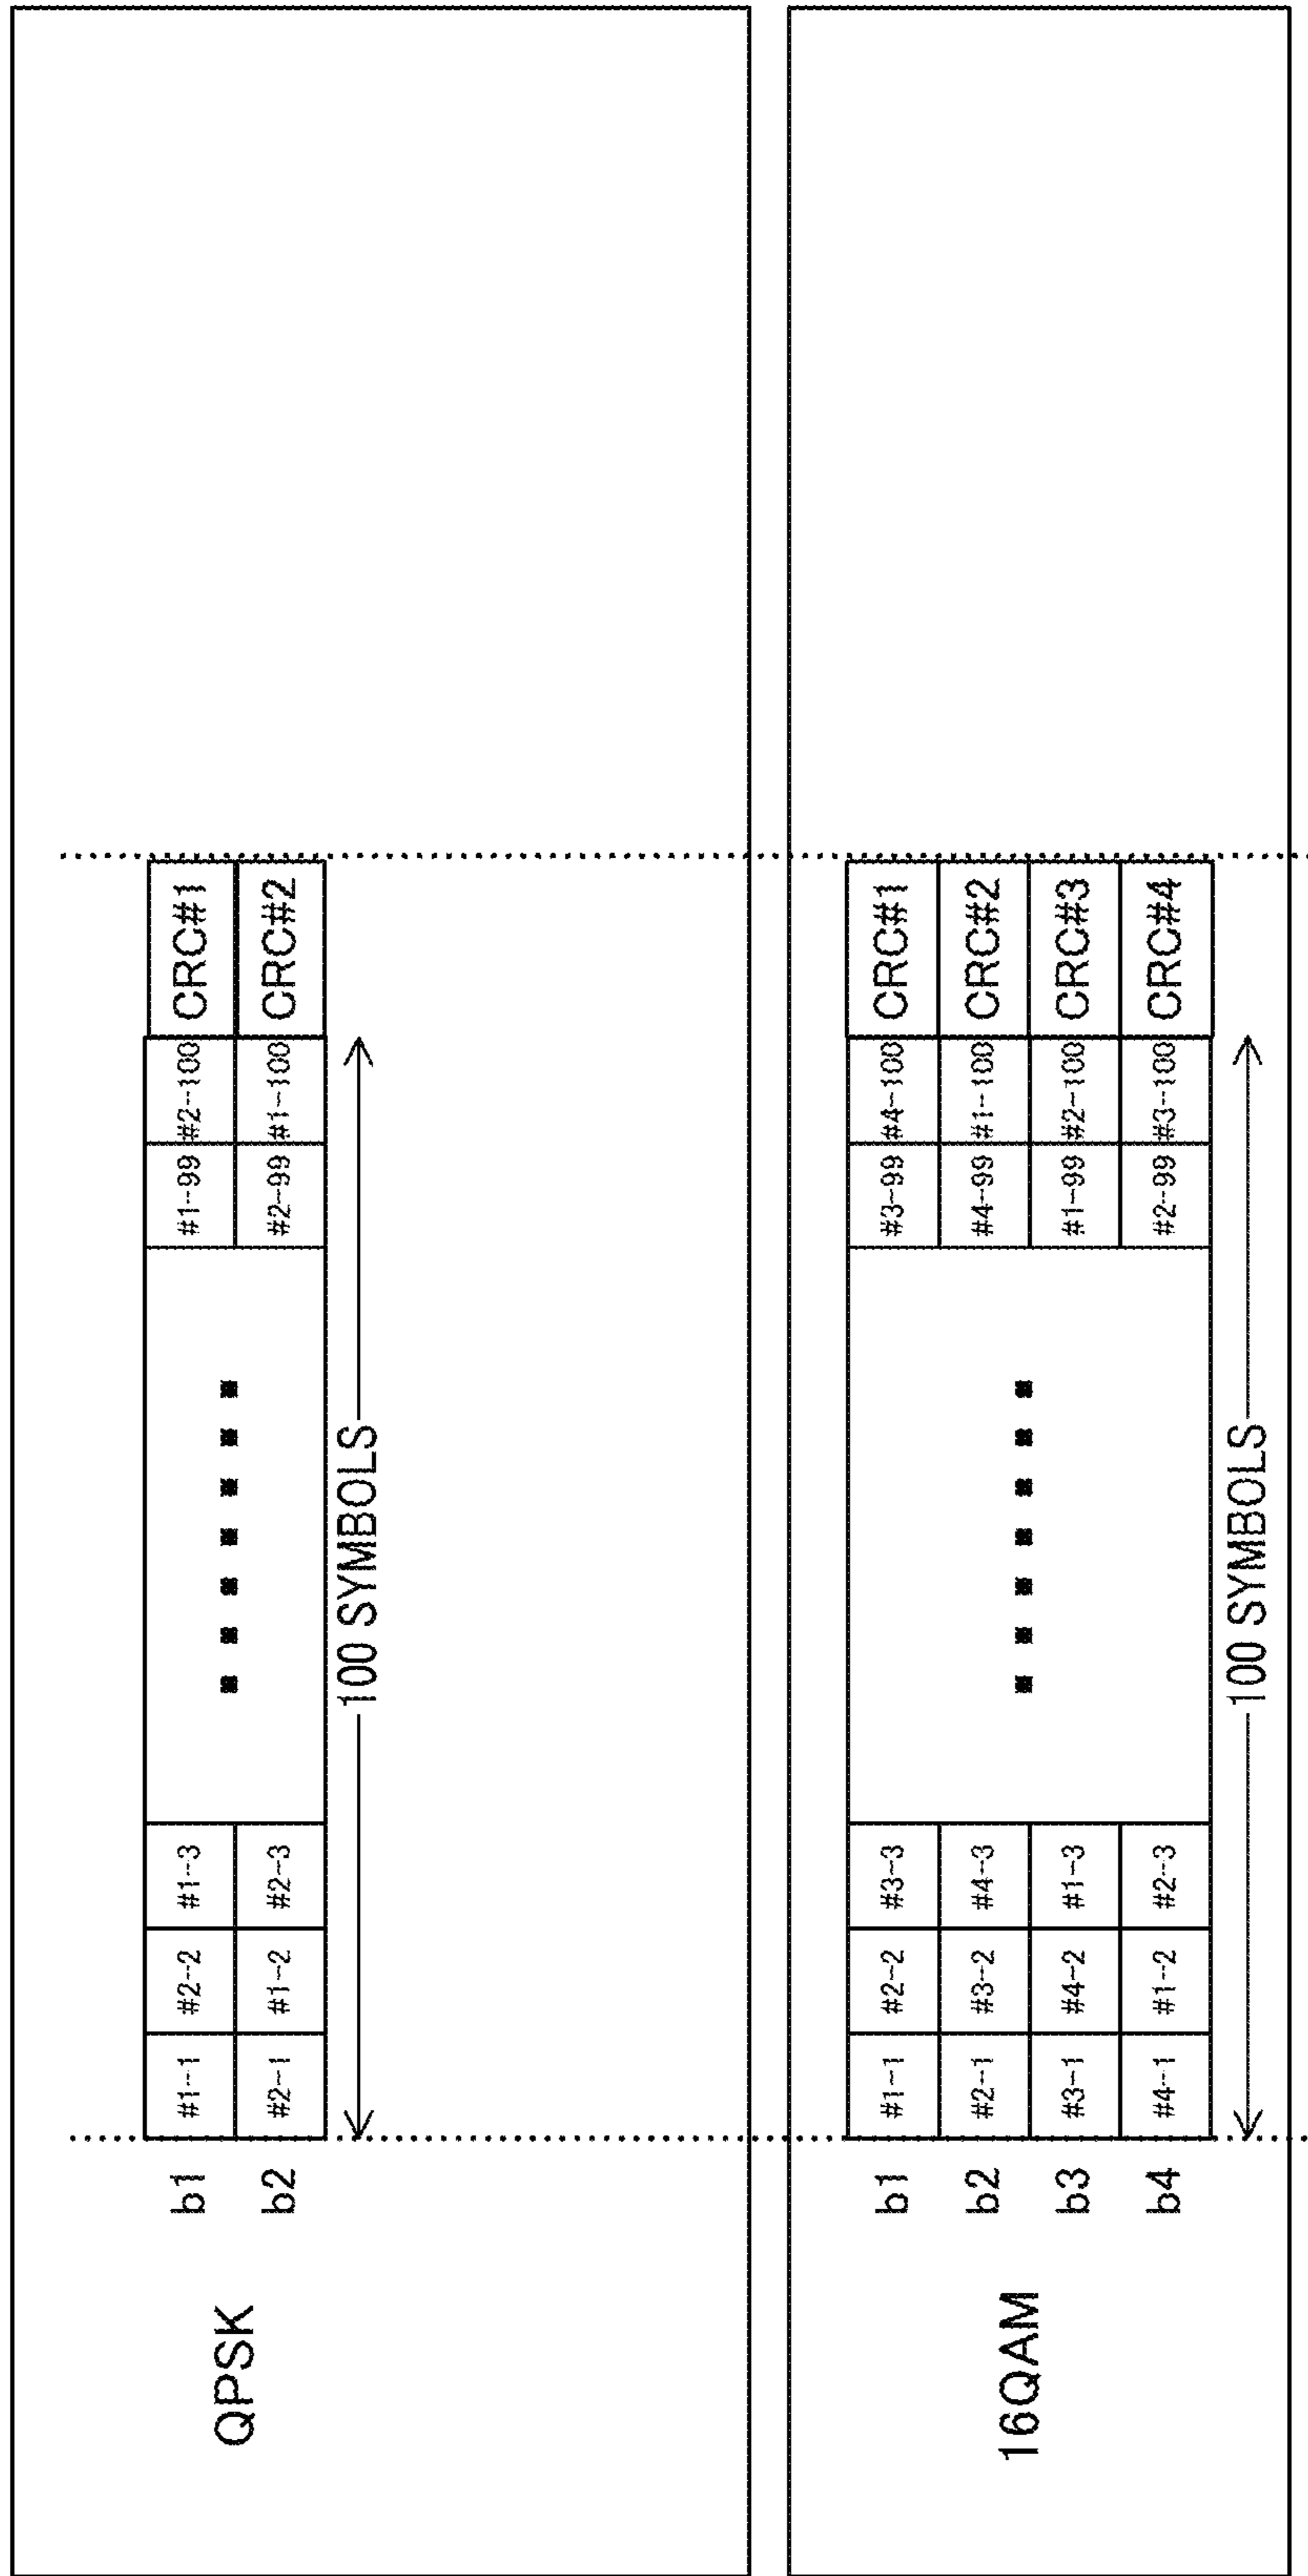 QPSK
b1 #1-1 #2-2 #1-3 #1-99 #2-100 CRC#1
b2 #2-1 #1-2 #2-3 #2-99 #1-100 CRC#2
100 SYMBOLS
16QAM
b1 #1-1 #2-2 #3-3 #3-99 #4-100 CRC#1
b2 #2-1 #3-2 #4-3 #4-99 #1-100 CRC#2
b3 #3-1 #4-2 #1-3 #1-99 #2-100 CRC#3
b4 #4-1 #1-2 #2-3 #2-99 #3-100 CRC#4
100 SYMBOLS